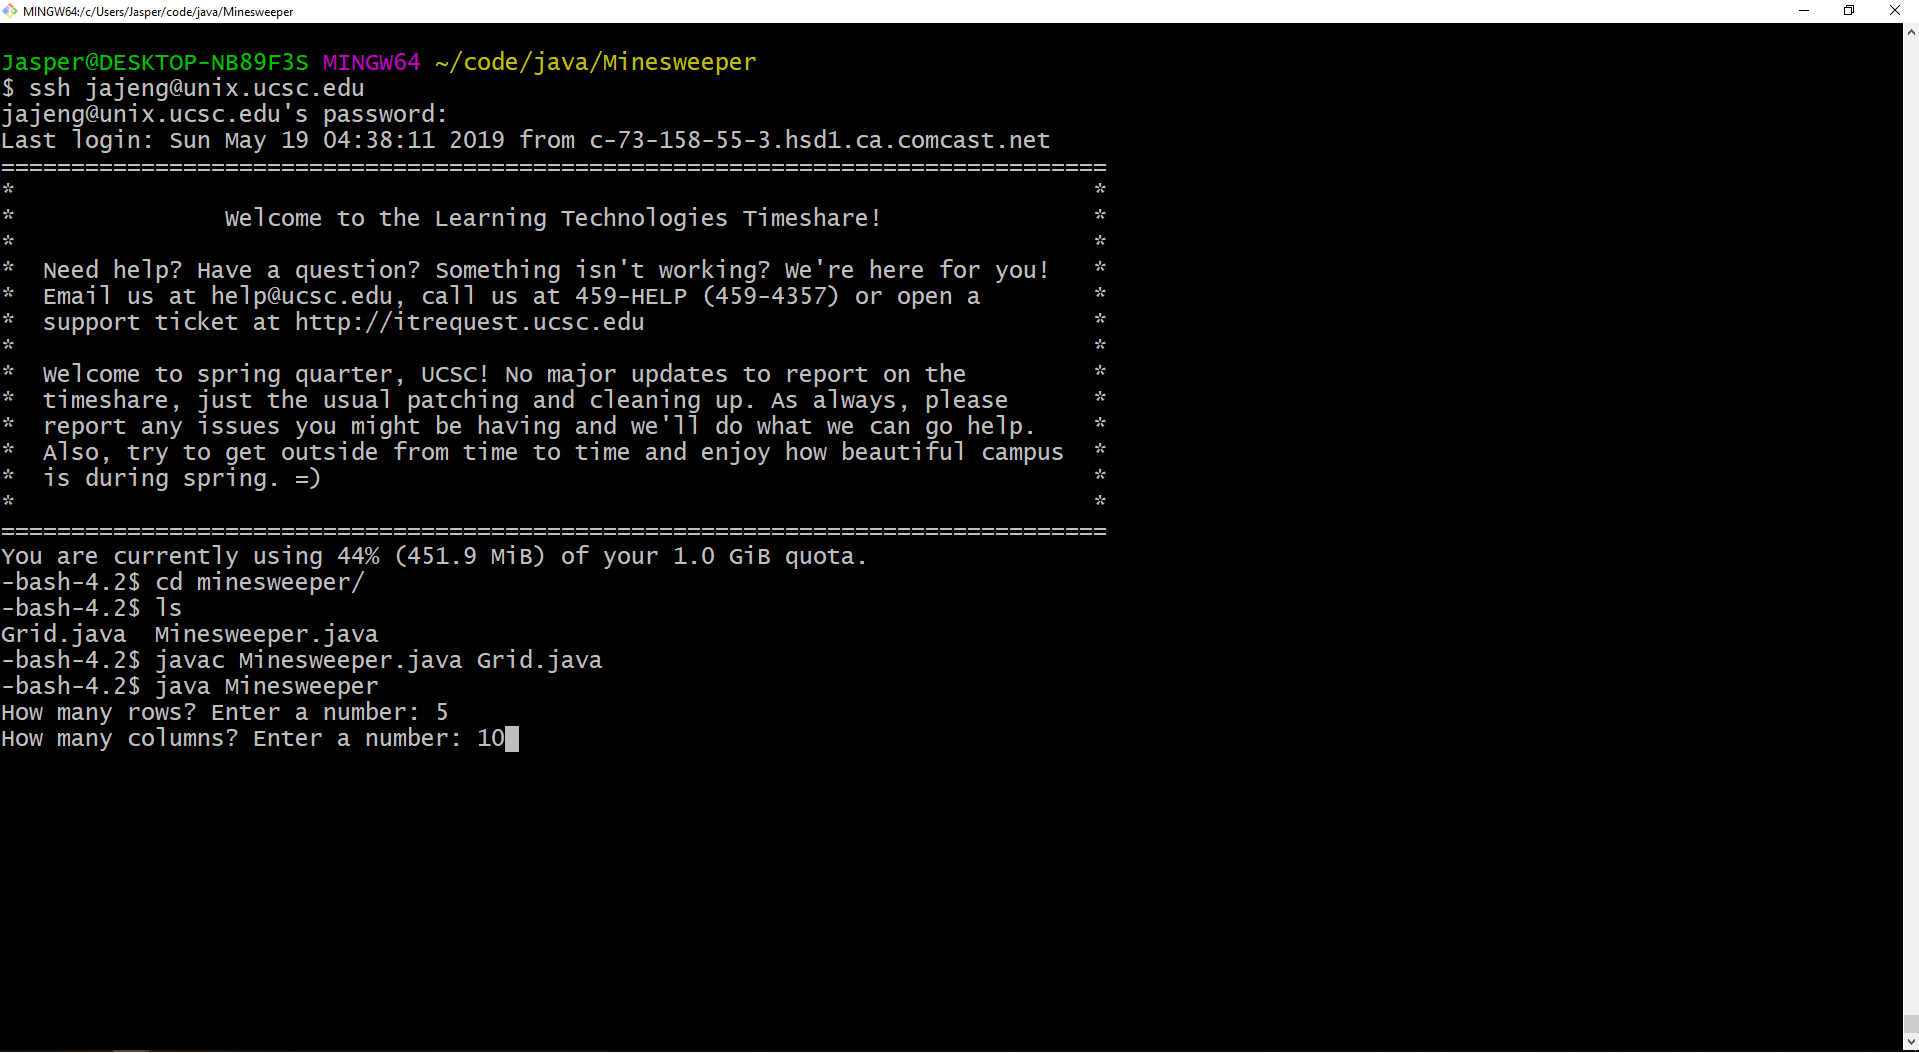 MINGW64:/c/Users/Jasper/code/java/Minesweeper
Jasper@DESKTOP-NB89F3S MINGW64 ~/code/java/Minesweeper
$ ssh jajeng@unix.ucsc.edu
jajeng@unix.ucsc.edu's password:
Last login: Sun May 19 04:38:11 2019 from c-73-158-55-3.hsd1.ca.comcast.net
===============================================================================
*                                                                             *
*               Welcome to the Learning Technologies Timeshare!               *
*                                                                             *
*  Need help? Have a question? Something isn't working? We're here for you!   *
*  Email us at help@ucsc.edu, call us at 459-HELP (459-4357) or open a        *
*  support ticket at http://itrequest.ucsc.edu                                *
*                                                                             *
*  Welcome to spring quarter, UCSC! No major updates to report on the         *
*  timeshare, just the usual patching and cleaning up. As always, please      *
*  report any issues you might be having and we'll do what we can go help.    *
*  Also, try to get outside from time to time and enjoy how beautiful campus  *
*  is during spring. =)                                                       *
*                                                                             *
===============================================================================
You are currently using 44% (451.9 MiB) of your 1.0 GiB quota.
-bash-4.2$ cd minesweeper/
-bash-4.2$ ls
Grid.java  Minesweeper.java
-bash-4.2$ javac Minesweeper.java Grid.java
-bash-4.2$ java Minesweeper
How many rows? Enter a number: 5
How many columns? Enter a number: 10